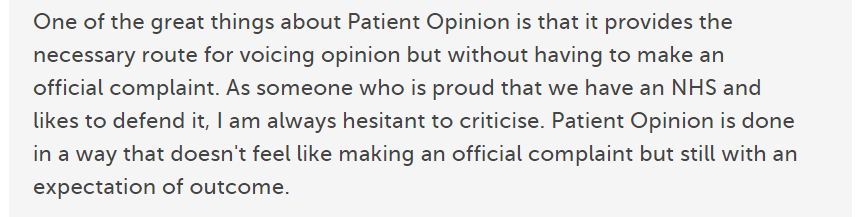 One of the great things about Patient Opinion is that it provides the
necessary route for voicing opinion but without having to make an
official complaint. As someone who is proud that we have an NHS and
likes to defend it, I am always hesitant to criticise. Patient Opinion is done
in a way that doesn't feel like making an official complaint but still with an
expectation of outcome.